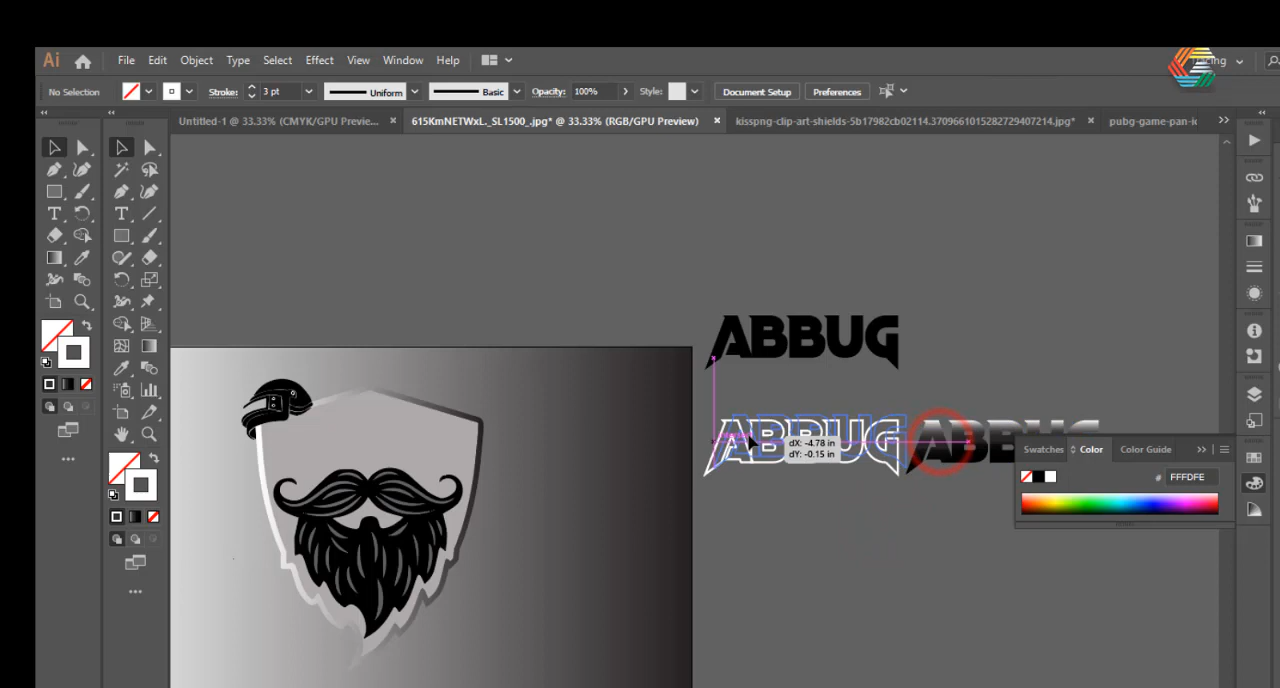 Ai File Edit Object Type Select Effect View Window Help Tracing
No Selection Stroke: 3 pt Uniform Basic Opacity: 100% Style: Document Setup Preferences
Untitled-1 @ 33.33% (CMYK/GPU Previe... × 615KmNETWxL._SL1500_.jpg* @ 33.33% (RGB/GPU Preview) × kisspng-clip-art-shields-5b17982cb02114.3709661015282729407214.jpg* × pubg-game-pan-ic
ABBUG
ABBUG ABBUG
dX: -4.78 in
dY: -0.15 in
Swatches Color Color Guide
# FFFDFE